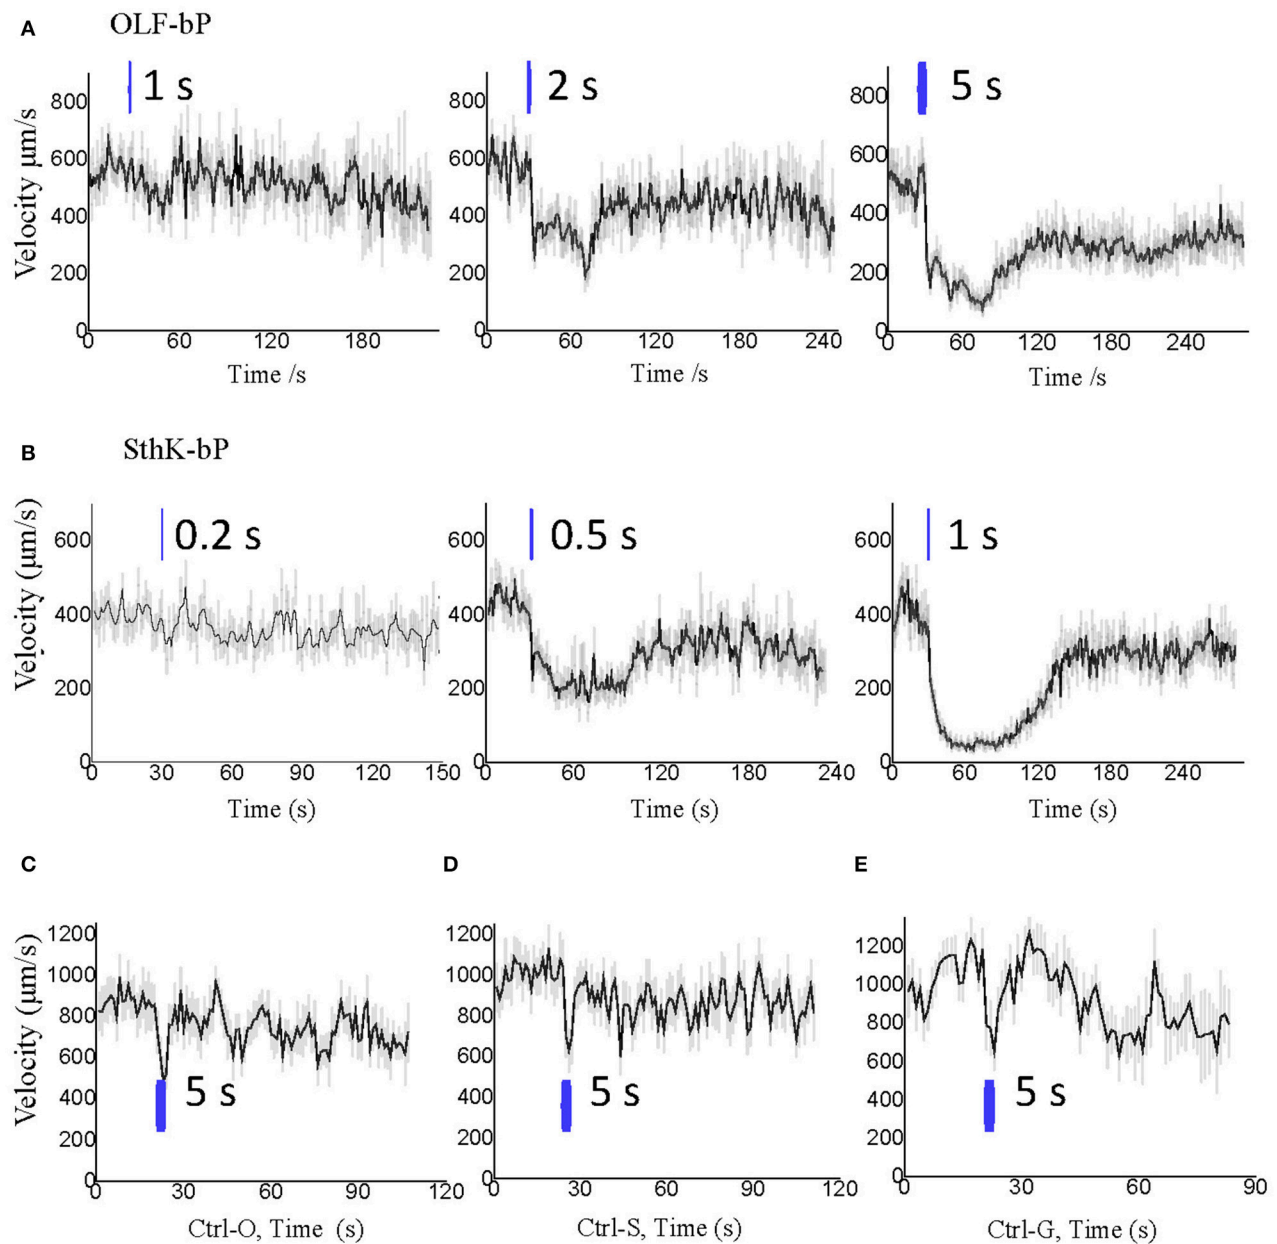 A OLF-bP
1 s 2 s 5 s
Velocity µm/s
800 600 400 200 0
0 60 120 180
Time /s
800 600 400 200 0
0 60 120 180 240
Time /s
800 600 400 200 0
0 60 120 180 240
Time /s
B SthK-bP
0.2 s 0.5 s 1 s
Velocity (µm/s)
600 400 200 0
0 30 60 90 120 150
Time (s)
600 400 200 0
0 60 120 180 240
Time (s)
600 400 200 0
0 60 120 180 240
Time (s)
C D E
Velocity (µm/s)
1200 1000 800 600 400 200 0
5 s
0 30 60 90 120
Ctrl-O, Time (s)
1200 1000 800 600 400 200 0
5 s
0 30 60 90 120
Ctrl-S, Time (s)
1200 1000 800 600 400 200 0
5 s
0 30 60 90
Ctrl-G, Time (s)